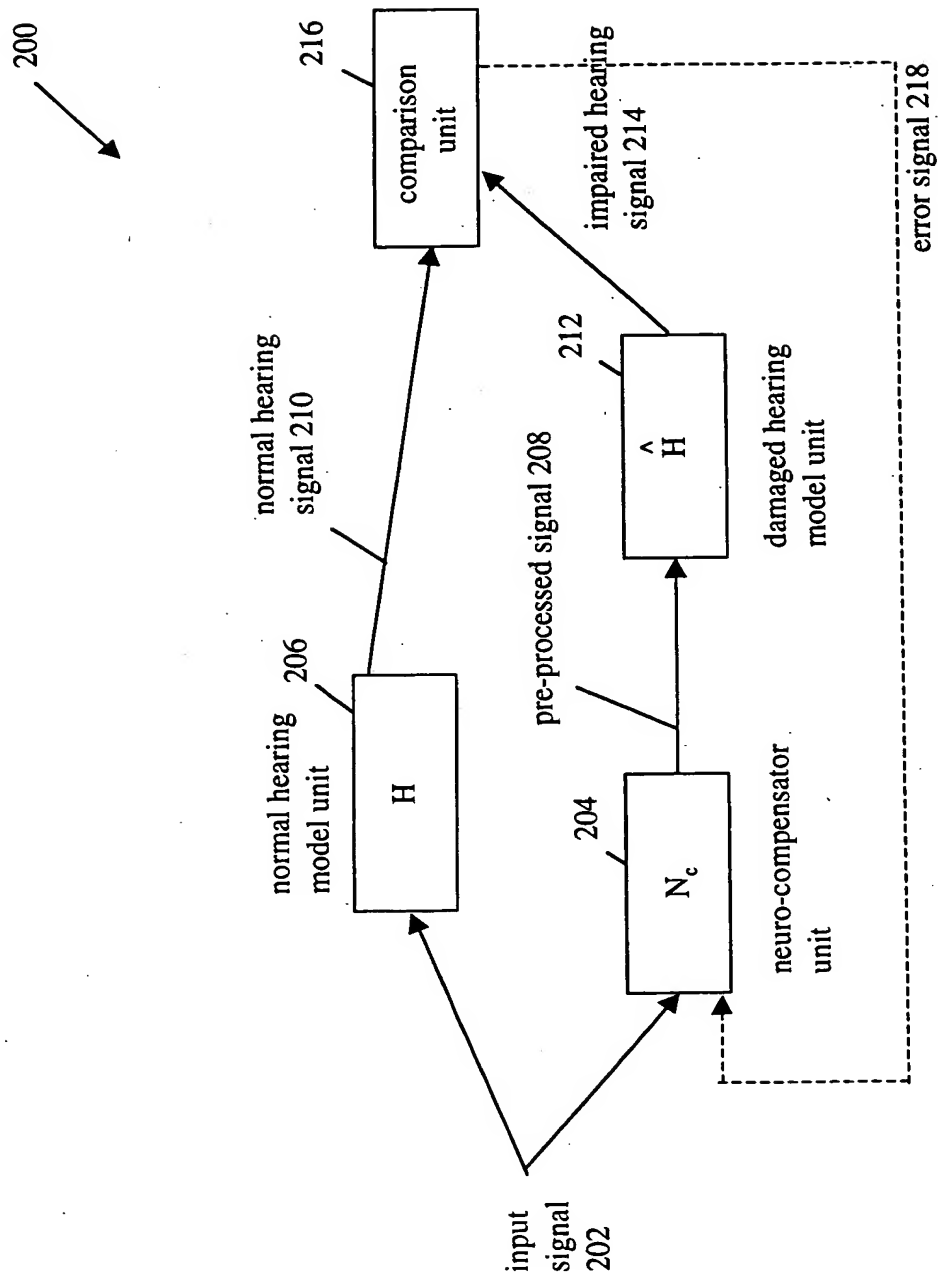 200
216
comparison
unit
normal hearing
signal 210
impaired hearing
signal 214
206
normal hearing
model unit
H
212
Ĥ
damaged hearing
model unit
pre-processed signal 208
204
N_c
neuro-compensator
unit
input
signal
202
error signal 218